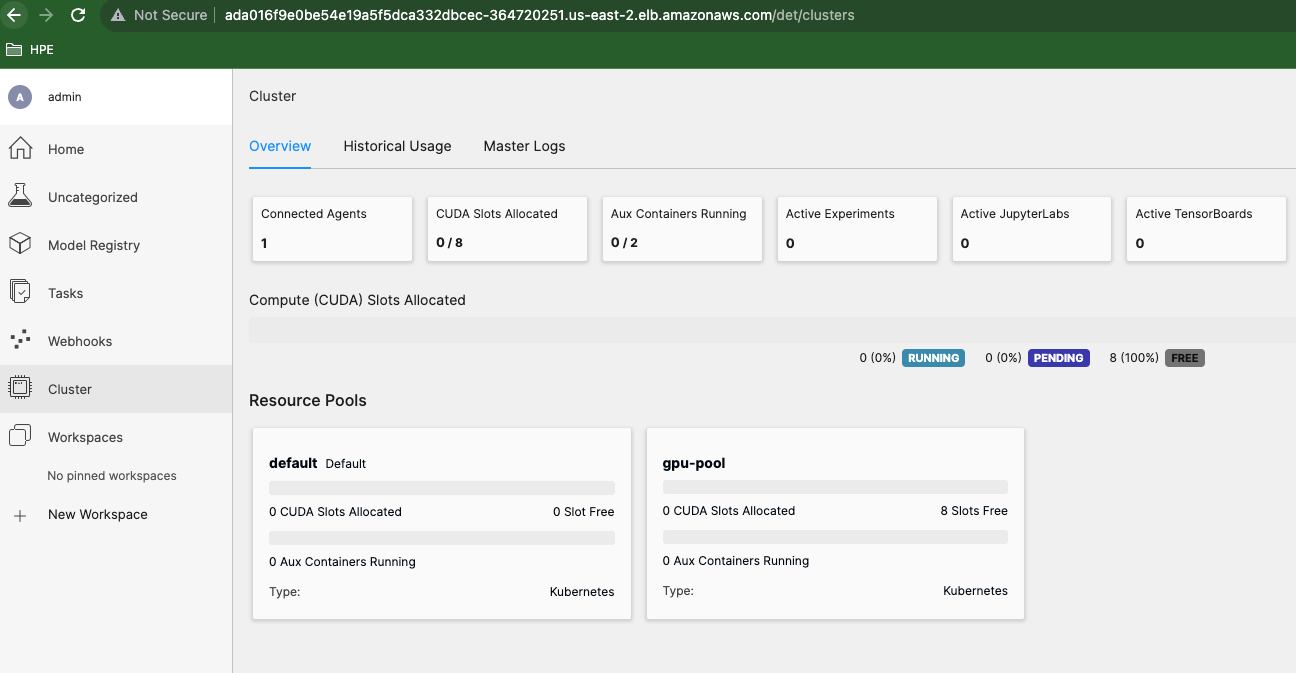 Not Secure ada016f9e0be54e19a5f5dca332dbcec-364720251.us-east-2.elb.amazonaws.com/det/clusters
HPE
A admin
Home
Uncategorized
Model Registry
Tasks
Webhooks
Cluster
Workspaces
No pinned workspaces
New Workspace
Cluster
Overview Historical Usage Master Logs
Connected Agents
1
CUDA Slots Allocated
0 / 8
Aux Containers Running
0 / 2
Active Experiments
0
Active JupyterLabs
0
Active TensorBoards
0
Compute (CUDA) Slots Allocated
0 (0%) RUNNING 0 (0%) PENDING 8 (100%) FREE
Resource Pools
default Default
0 CUDA Slots Allocated 0 Slot Free
0 Aux Containers Running
Type: Kubernetes
gpu-pool
0 CUDA Slots Allocated 8 Slots Free
0 Aux Containers Running
Type: Kubernetes